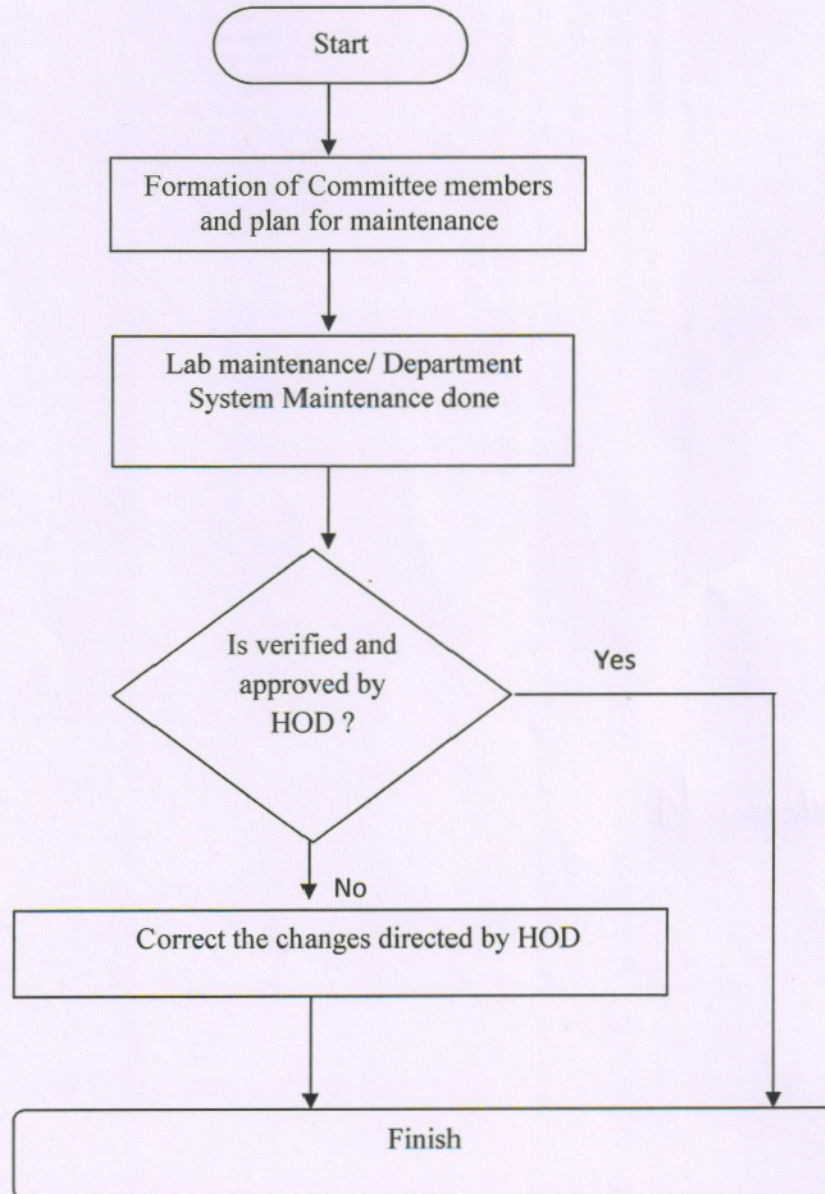 Start
Formation of Committee members
and plan for maintenance
Lab maintenance/ Department
System Maintenance done
Is verified and
approved by
HOD ?
Yes
No
Correct the changes directed by HOD
Finish